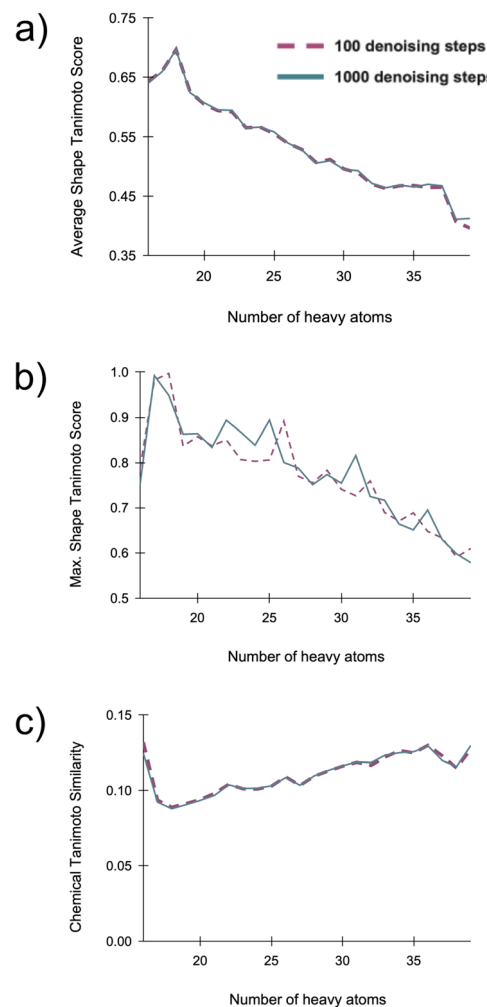 a)
0.75
0.65
0.55
0.45
0.35
Average Shape Tanimoto Score
100 denoising steps
1000 denoising step
20
25
30
35
Number of heavy atoms
b)
1.0
0.9
0.8
0.7
0.6
0.5
Max. Shape Tanimoto Score
20
25
30
35
Number of heavy atoms
c)
0.15
0.10
0.05
0.00
Chemical Tanimoto Similarity
20
25
30
35
Number of heavy atoms